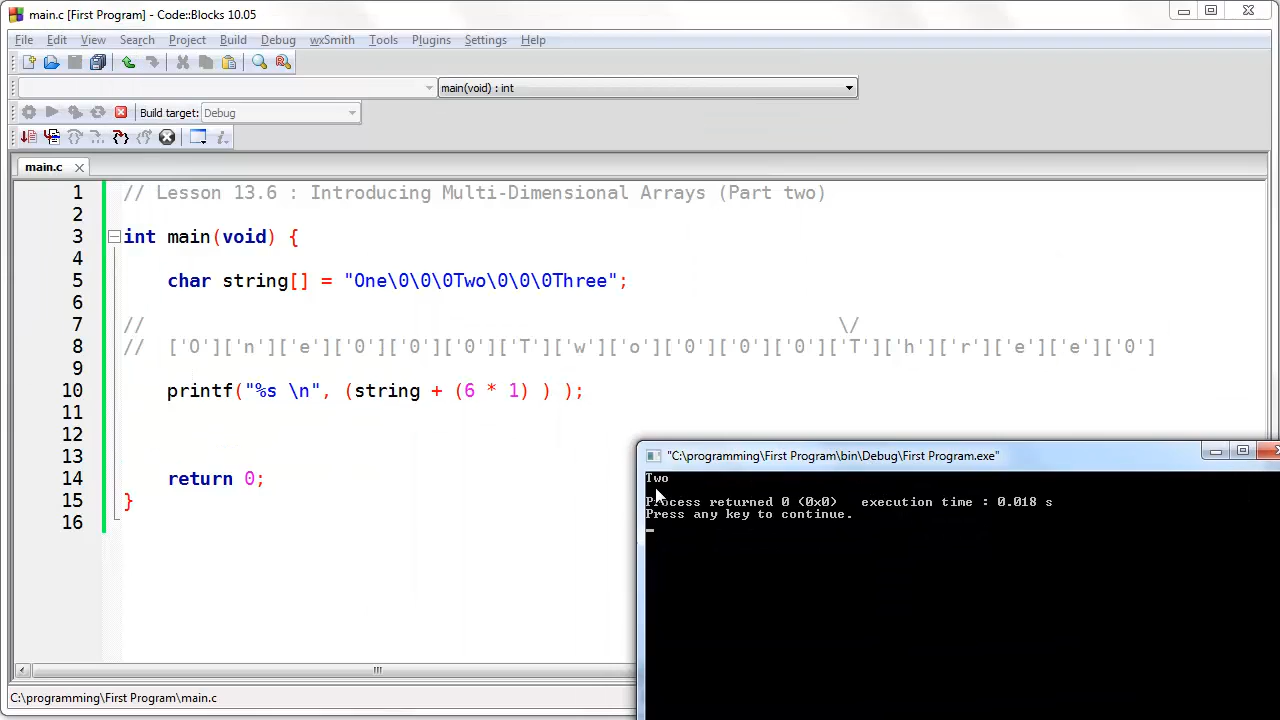 main.c [First Program] - Code::Blocks 10.05
File Edit View Search Project Build Debug wxSmith Tools Plugins Settings Help
main(void) : int
Build target: Debug
main.c
1 // Lesson 13.6 : Introducing Multi-Dimensional Arrays (Part two)
2
3 int main(void) {
4
5 char string[] = "One\0\0\0Two\0\0\0Three";
6
7 // \/
8 // ['O']['n']['e']['0']['0']['0']['T']['w']['o']['0']['0']['0']['T']['h']['r']['e']['e']['0']
9
10 printf("%s \n", (string + (6 * 1) ) );
11
12
13
14 return 0;
15 }
16
"C:\programming\First Program\bin\Debug\First Program.exe"
Two
Process returned 0 (0x0) execution time : 0.018 s
Press any key to continue.
C:\programming\First Program\main.c